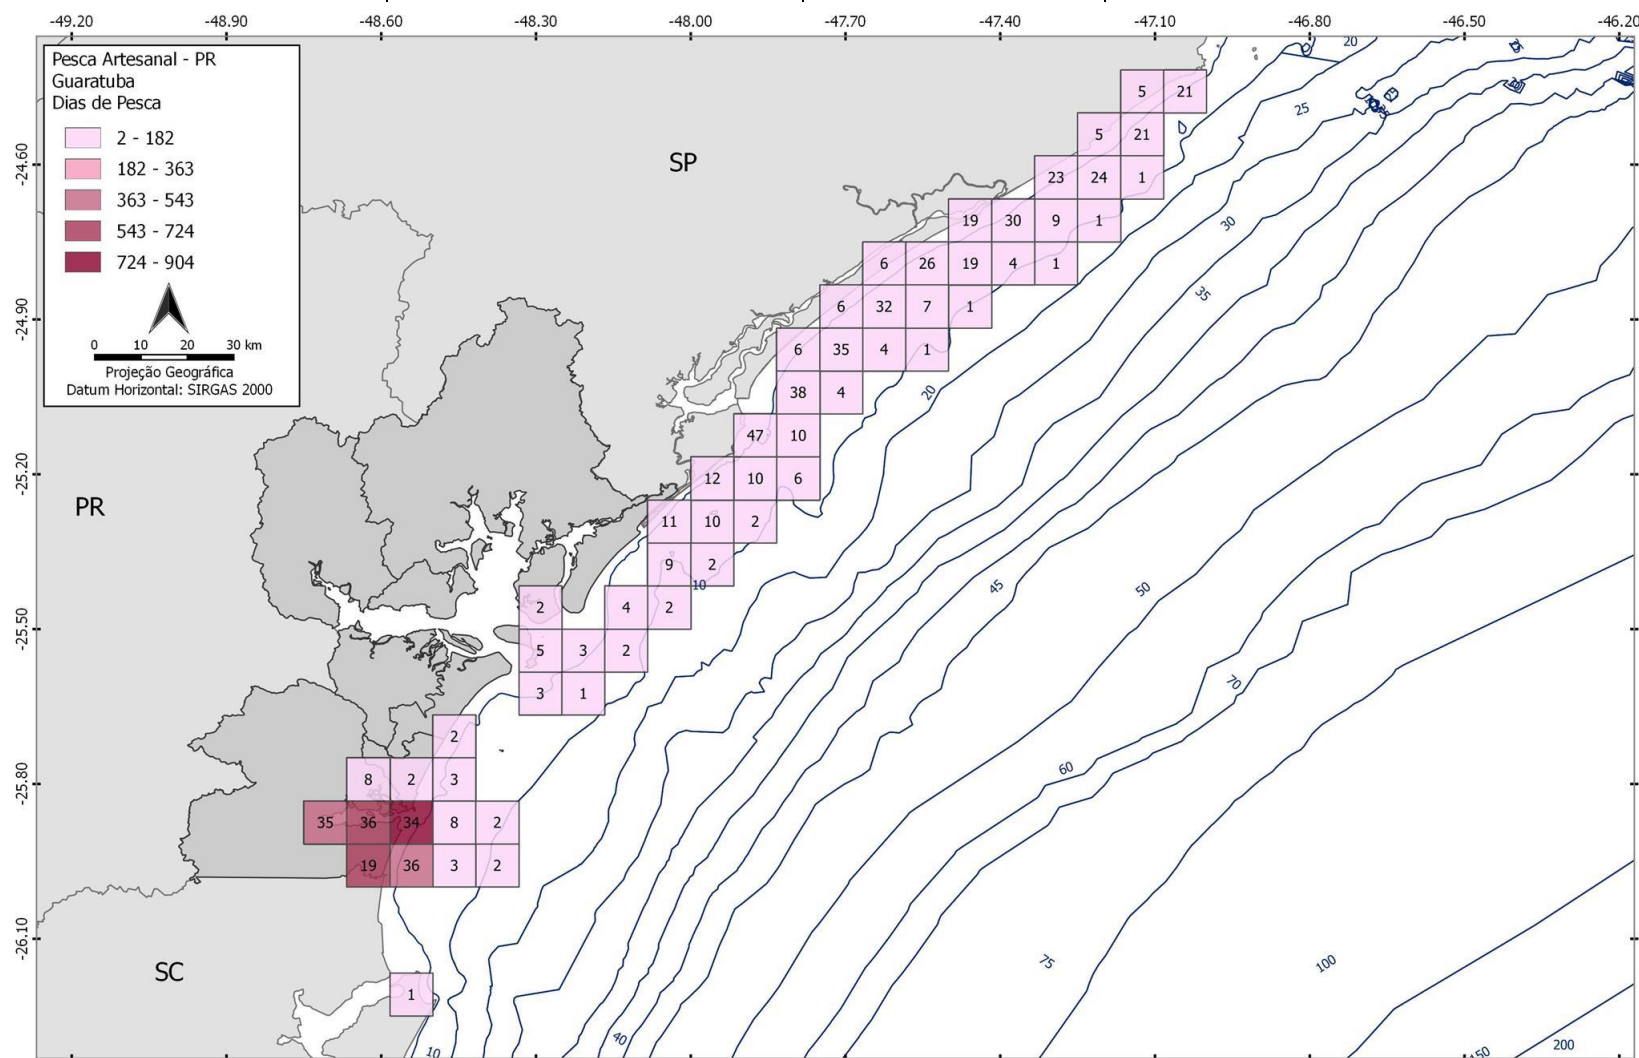 -49.20 -48.90 -48.60 -48.30 -48.00 -47.70 -47.40 -47.10 -46.80 -46.50 -46.20
Pesca Artesanal - PR
Guaratuba
Dias de Pesca
2 - 182
182 - 363
363 - 543
543 - 724
724 - 904
0 10 20 30 km
Projeção Geográfica
Datum Horizontal: SIRGAS 2000
-24.60
-24.90
-25.20
-25.50
-25.80
-26.10
SP
PR
SC
5 21
5 21
23 24 1
19 30 9 1
6 26 19 4 1
6 32 7 1
6 35 4 1
38 4
47 10
12 10 6
11 10 2
9 2
2 4 2
5 3 2
3 1
2
8 2 3
35 36 34 8 2
19 36 3 2
1
20
25
30
35
20
10
45
50
70
60
75
100
40
10
150
200